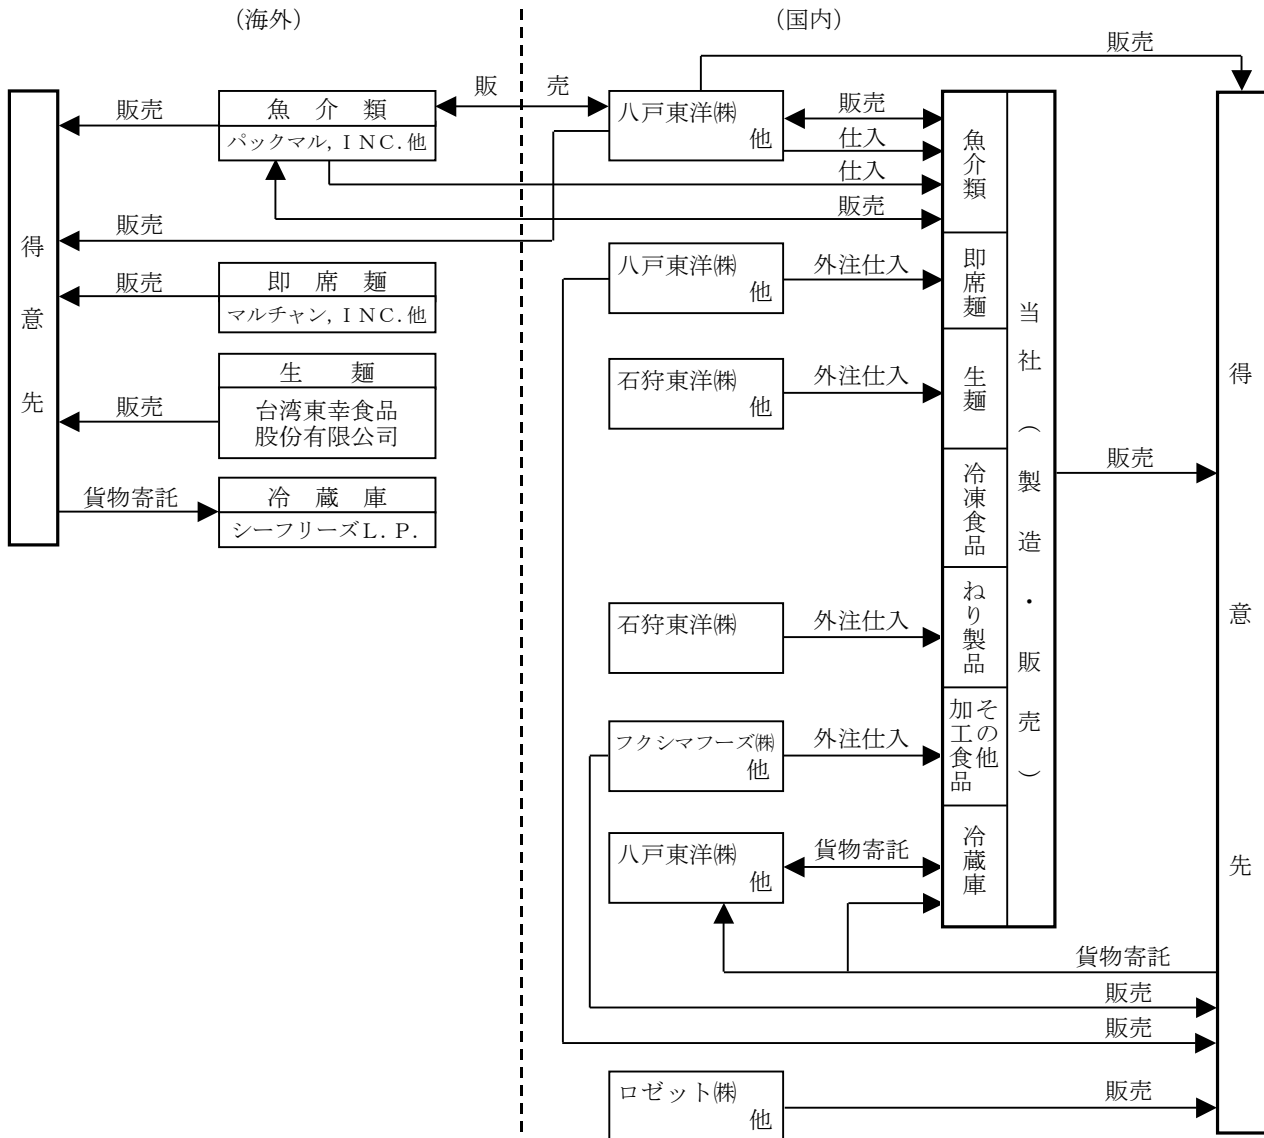 （海外）
（国内）
販売
販　売
得意先
販売
魚　介　類
パックマル,ＩＮＣ.他
八戸東洋㈱
他
販売
仕入
仕入
販売
魚介類
販売
販売
即　席　麺
マルチャン,ＩＮＣ.他
八戸東洋㈱
他
外注仕入
即席麺
販売
生　麺
台湾東幸食品
股份有限公司
石狩東洋㈱
他
外注仕入
生麺
貨物寄託
冷　蔵　庫
シーフリーズＬ.Ｐ.
冷凍食品
石狩東洋㈱
外注仕入
ねり製品
フクシマフーズ㈱
他
外注仕入
その他
加工食品
八戸東洋㈱
他
貨物寄託
冷蔵庫
当社（製造・販売）
販売
得意先
貨物寄託
販売
販売
ロゼット㈱
他
販売